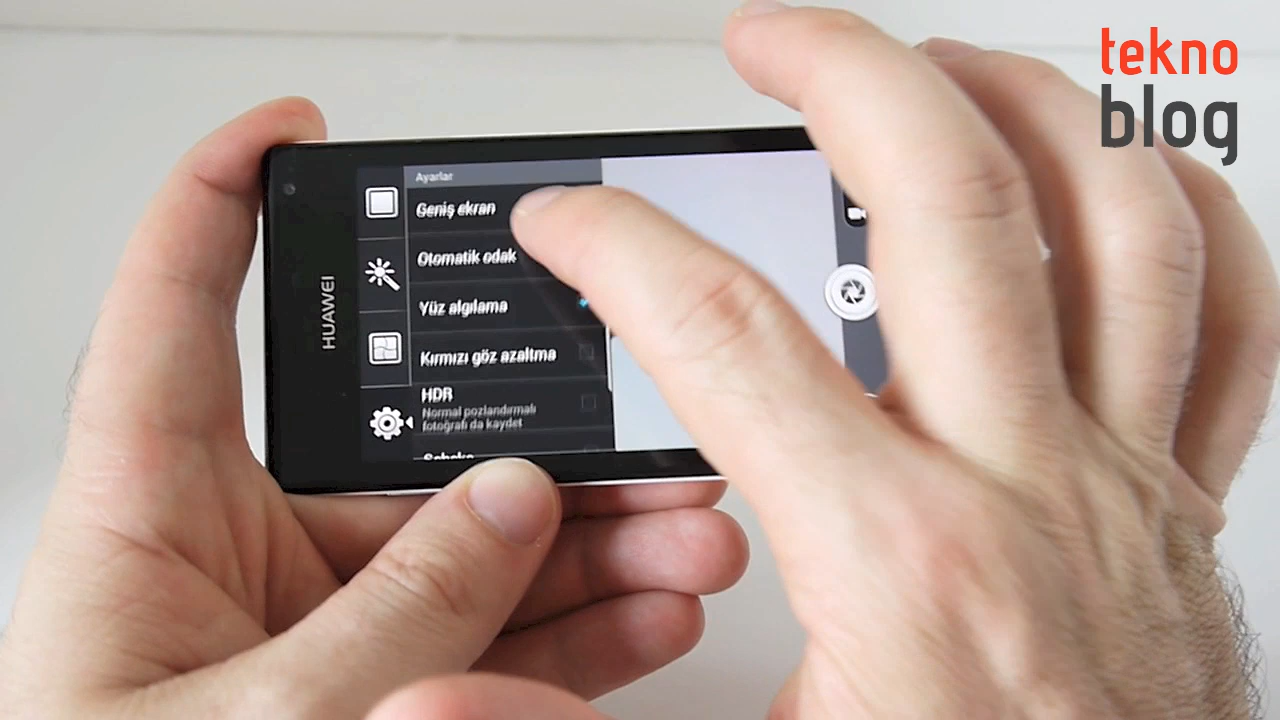 tekno
blog
HUAWEI
Ayarlar
Geniş ekran
Otomatik odak
Yüz algılama
Kırmızı göz azaltma
HDR
Normal pozlandırmalı
fotoğrafı da kaydet